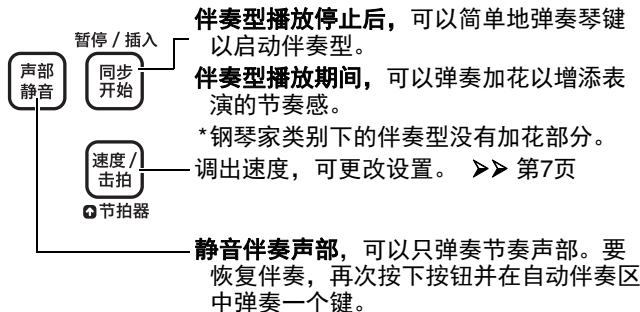 暂停 / 插入
声部
静音
同步
开始
伴奏型播放停止后，可以简单地弹奏琴键
以启动伴奏型。
伴奏型播放期间，可以弹奏加花以增添表
演的节奏感。
*钢琴家类别下的伴奏型没有加花部分。
速度 /
击拍
节拍器
调出速度，可更改设置。 >> 第7页
静音伴奏声部，可以只弹奏节奏声部。要
恢复伴奏，再次按下按钮并在自动伴奏区
中弹奏一个键。